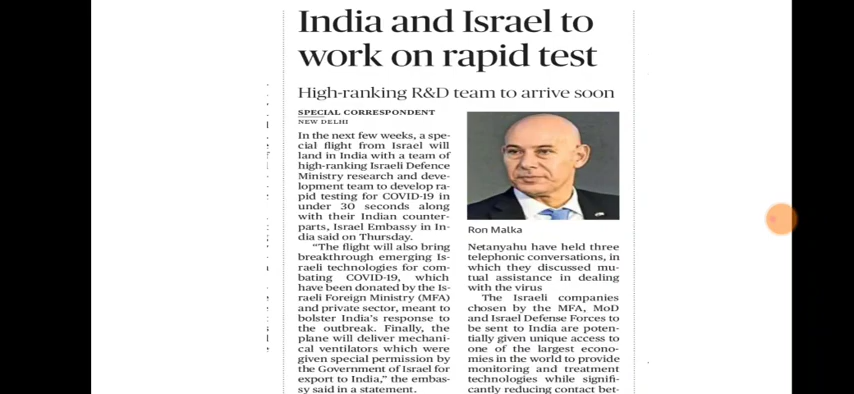 India and Israel to
work on rapid test
High-ranking R&D team to arrive soon
SPECIAL CORRESPONDENT
NEW DELHI
In the next few weeks, a spe-
cial flight from Israel will
land in India with a team of
high-ranking Israeli Defence
Ministry research and deve-
lopment team to develop ra-
pid testing for COVID-19 in
under 30 seconds along
with their Indian counter-
parts, Israel Embassy in In-
dia said on Thursday.
“The flight will also bring
breakthrough emerging Is-
raeli technologies for com-
bating COVID-19, which
have been donated by the Is-
raeli Foreign Ministry (MFA)
and private sector, meant to
bolster India’s response to
the outbreak. Finally, the
plane will deliver mechani-
cal ventilators which were
given special permission by
the Government of Israel for
export to India,” the embas-
sy said in a statement.
Ron Malka
Netanyahu have held three
telephonic conversations, in
which they discussed mu-
tual assistance in dealing
with the virus
The Israeli companies
chosen by the MFA, MoD
and Israel Defense Forces to
be sent to India are poten-
tially given unique access to
one of the largest econo-
mies in the world to provide
monitoring and treatment
technologies while signifi-
cantly reducing contact bet-